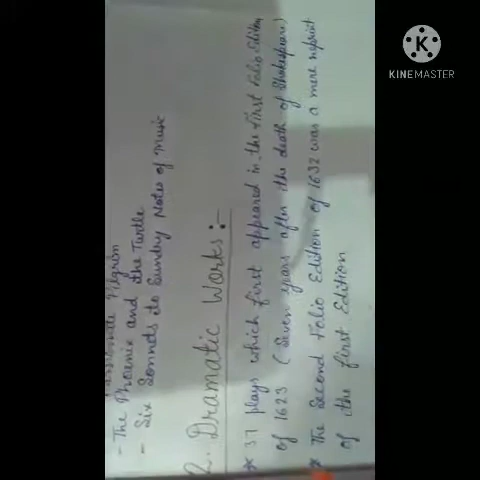 Passionate Pilgrim
- The Phoenix and the Turtle
- Six Sonnets to Sundry Notes of Music
2. Dramatic Works :-
* 37 plays which first appeared in the First Folio Edition
of 1623 (Seven years after the death of Shakespeare)
* The Second Folio Edition of 1632 was a mere reprint
of the First Edition
KINEMASTER